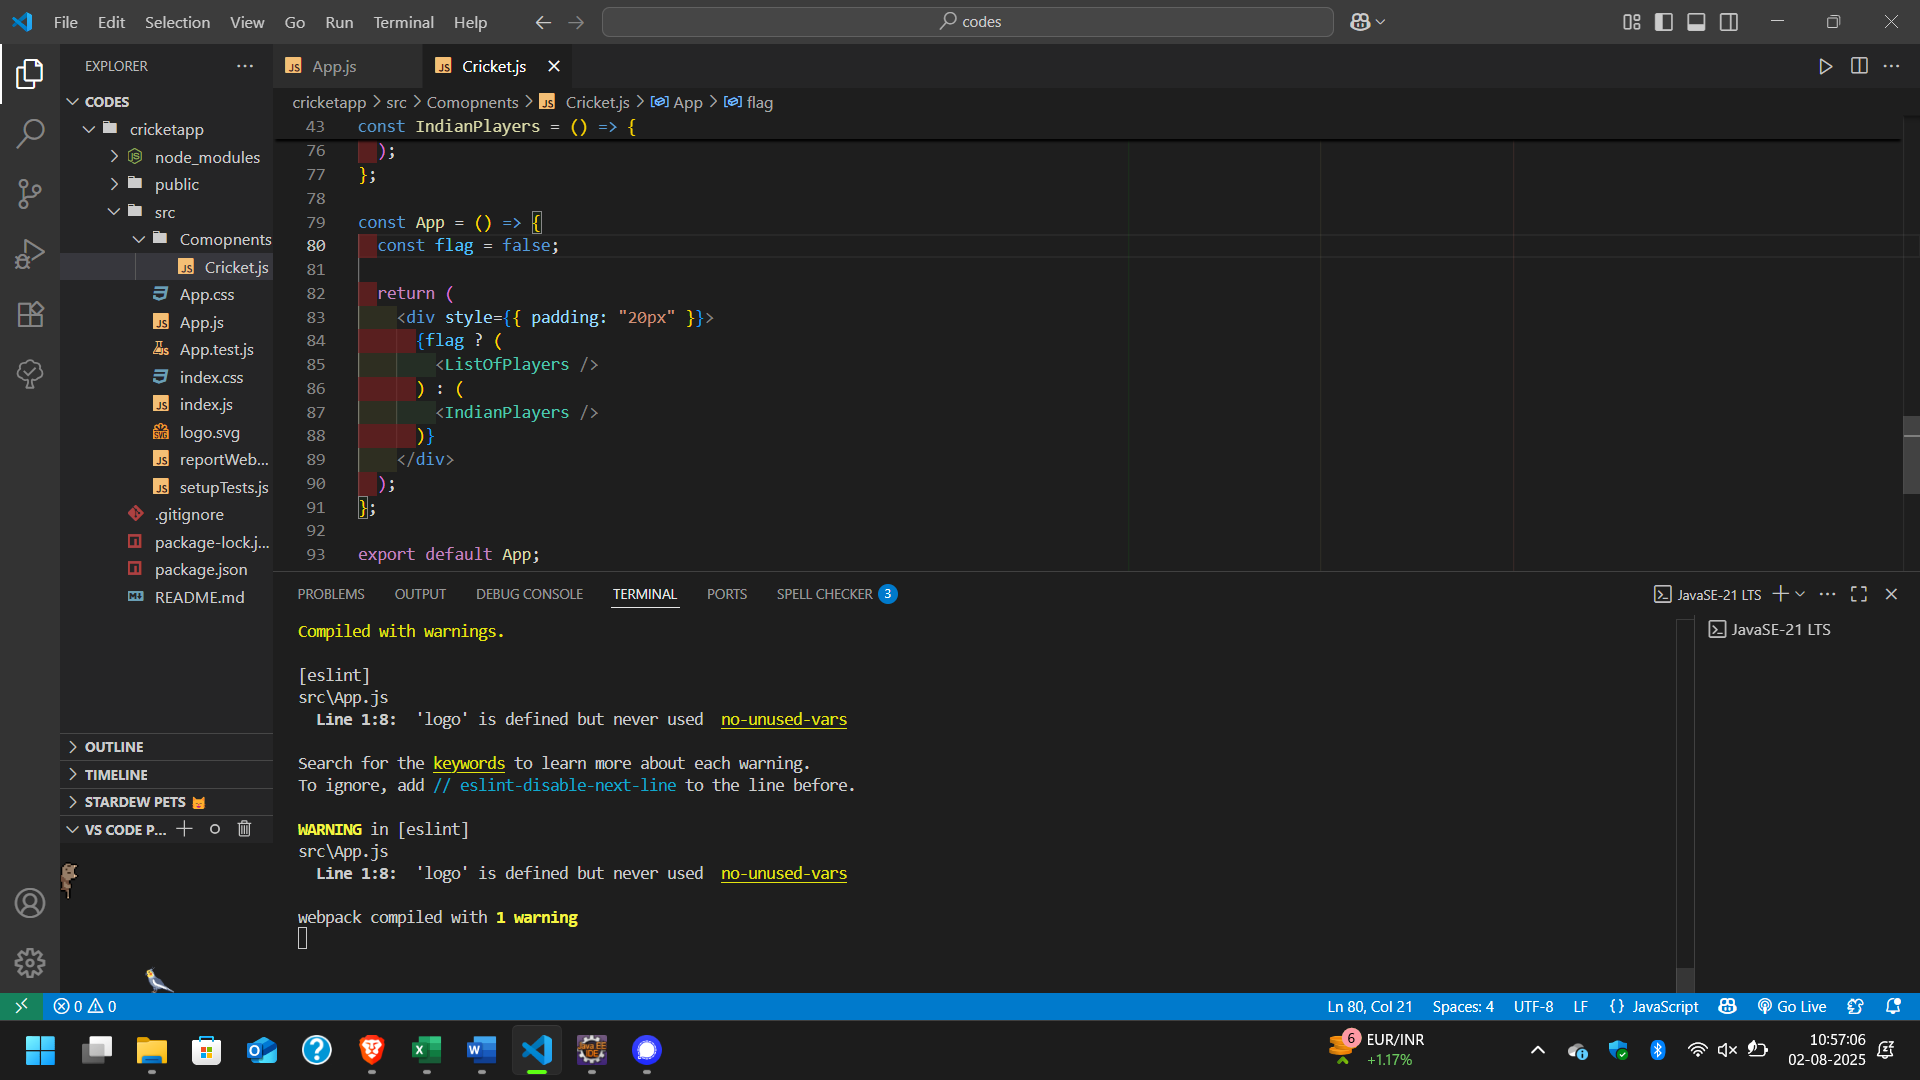 File Edit Selection View Go Run Terminal Help
codes
EXPLORER
App.js
Cricket.js
CODES
cricketapp
node_modules
public
src
Comopnents
Cricket.js
App.css
App.js
App.test.js
index.css
index.js
logo.svg
reportWeb...
setupTests.js
.gitignore
package-lock.j...
package.json
README.md
OUTLINE
TIMELINE
STARDEW PETS
VS CODE P...
cricketapp > src > Comopnents > JS Cricket.js > App > flag
43 const IndianPlayers = () => {
76 );
77 };
78
79 const App = () => {
80 const flag = false;
81
82 return (
83 <div style={{ padding: "20px" }}>
84 {flag ? (
85 <ListOfPlayers />
86 ) : (
87 <IndianPlayers />
88 )}
89 </div>
90 );
91 };
92
93 export default App;
PROBLEMS OUTPUT DEBUG CONSOLE TERMINAL PORTS SPELL CHECKER 3
JavaSE-21 LTS
JavaSE-21 LTS
Compiled with warnings.
[eslint]
src\App.js
Line 1:8: 'logo' is defined but never used no-unused-vars
Search for the keywords to learn more about each warning.
To ignore, add // eslint-disable-next-line to the line before.
WARNING in [eslint]
src\App.js
Line 1:8: 'logo' is defined but never used no-unused-vars
webpack compiled with 1 warning
0 0
Ln 80, Col 21 Spaces: 4 UTF-8 LF {} JavaScript Go Live
6 EUR/INR
+1.17%
10:57:06
02-08-2025